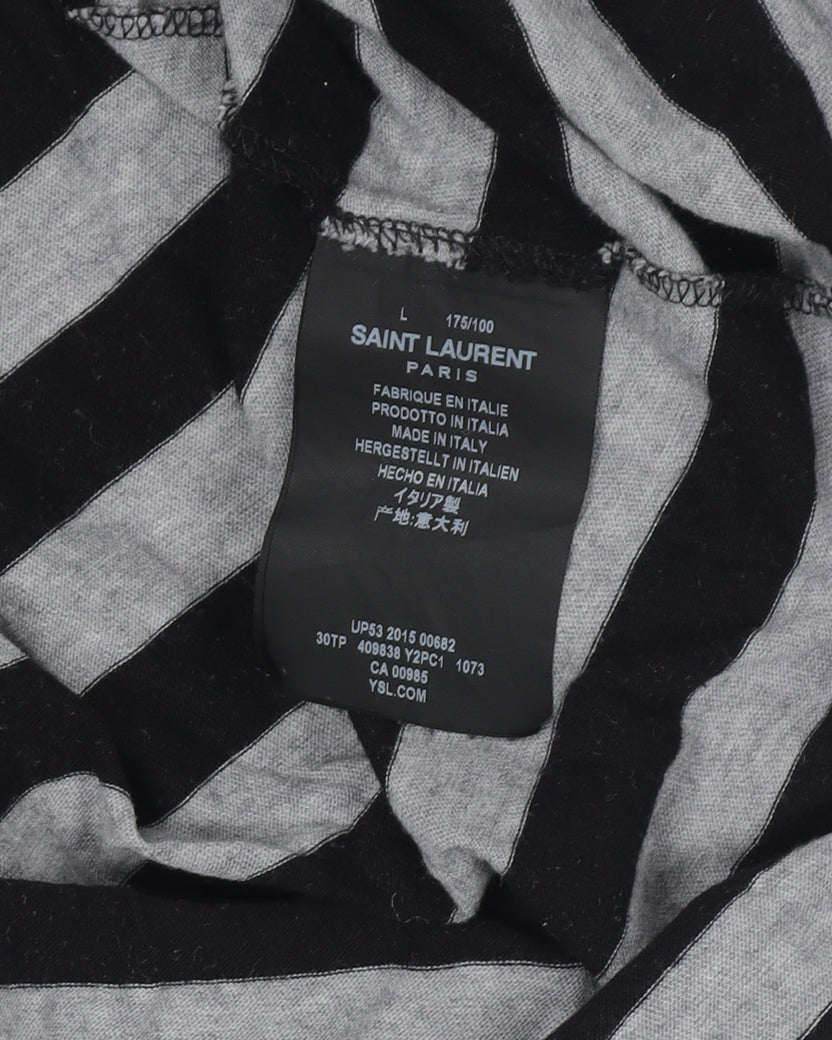 L 175/100
SAINT LAURENT
PARIS
FABRIQUE EN ITALIE
PRODOTTO IN ITALIA
MADE IN ITALY
HERGESTELLT IN ITALIEN
HECHO EN ITALIA
イタリア製
产地:意大利
UP53 2015 00682
30TP 409838 Y2PC1 1073
CA 00985
YSL.COM